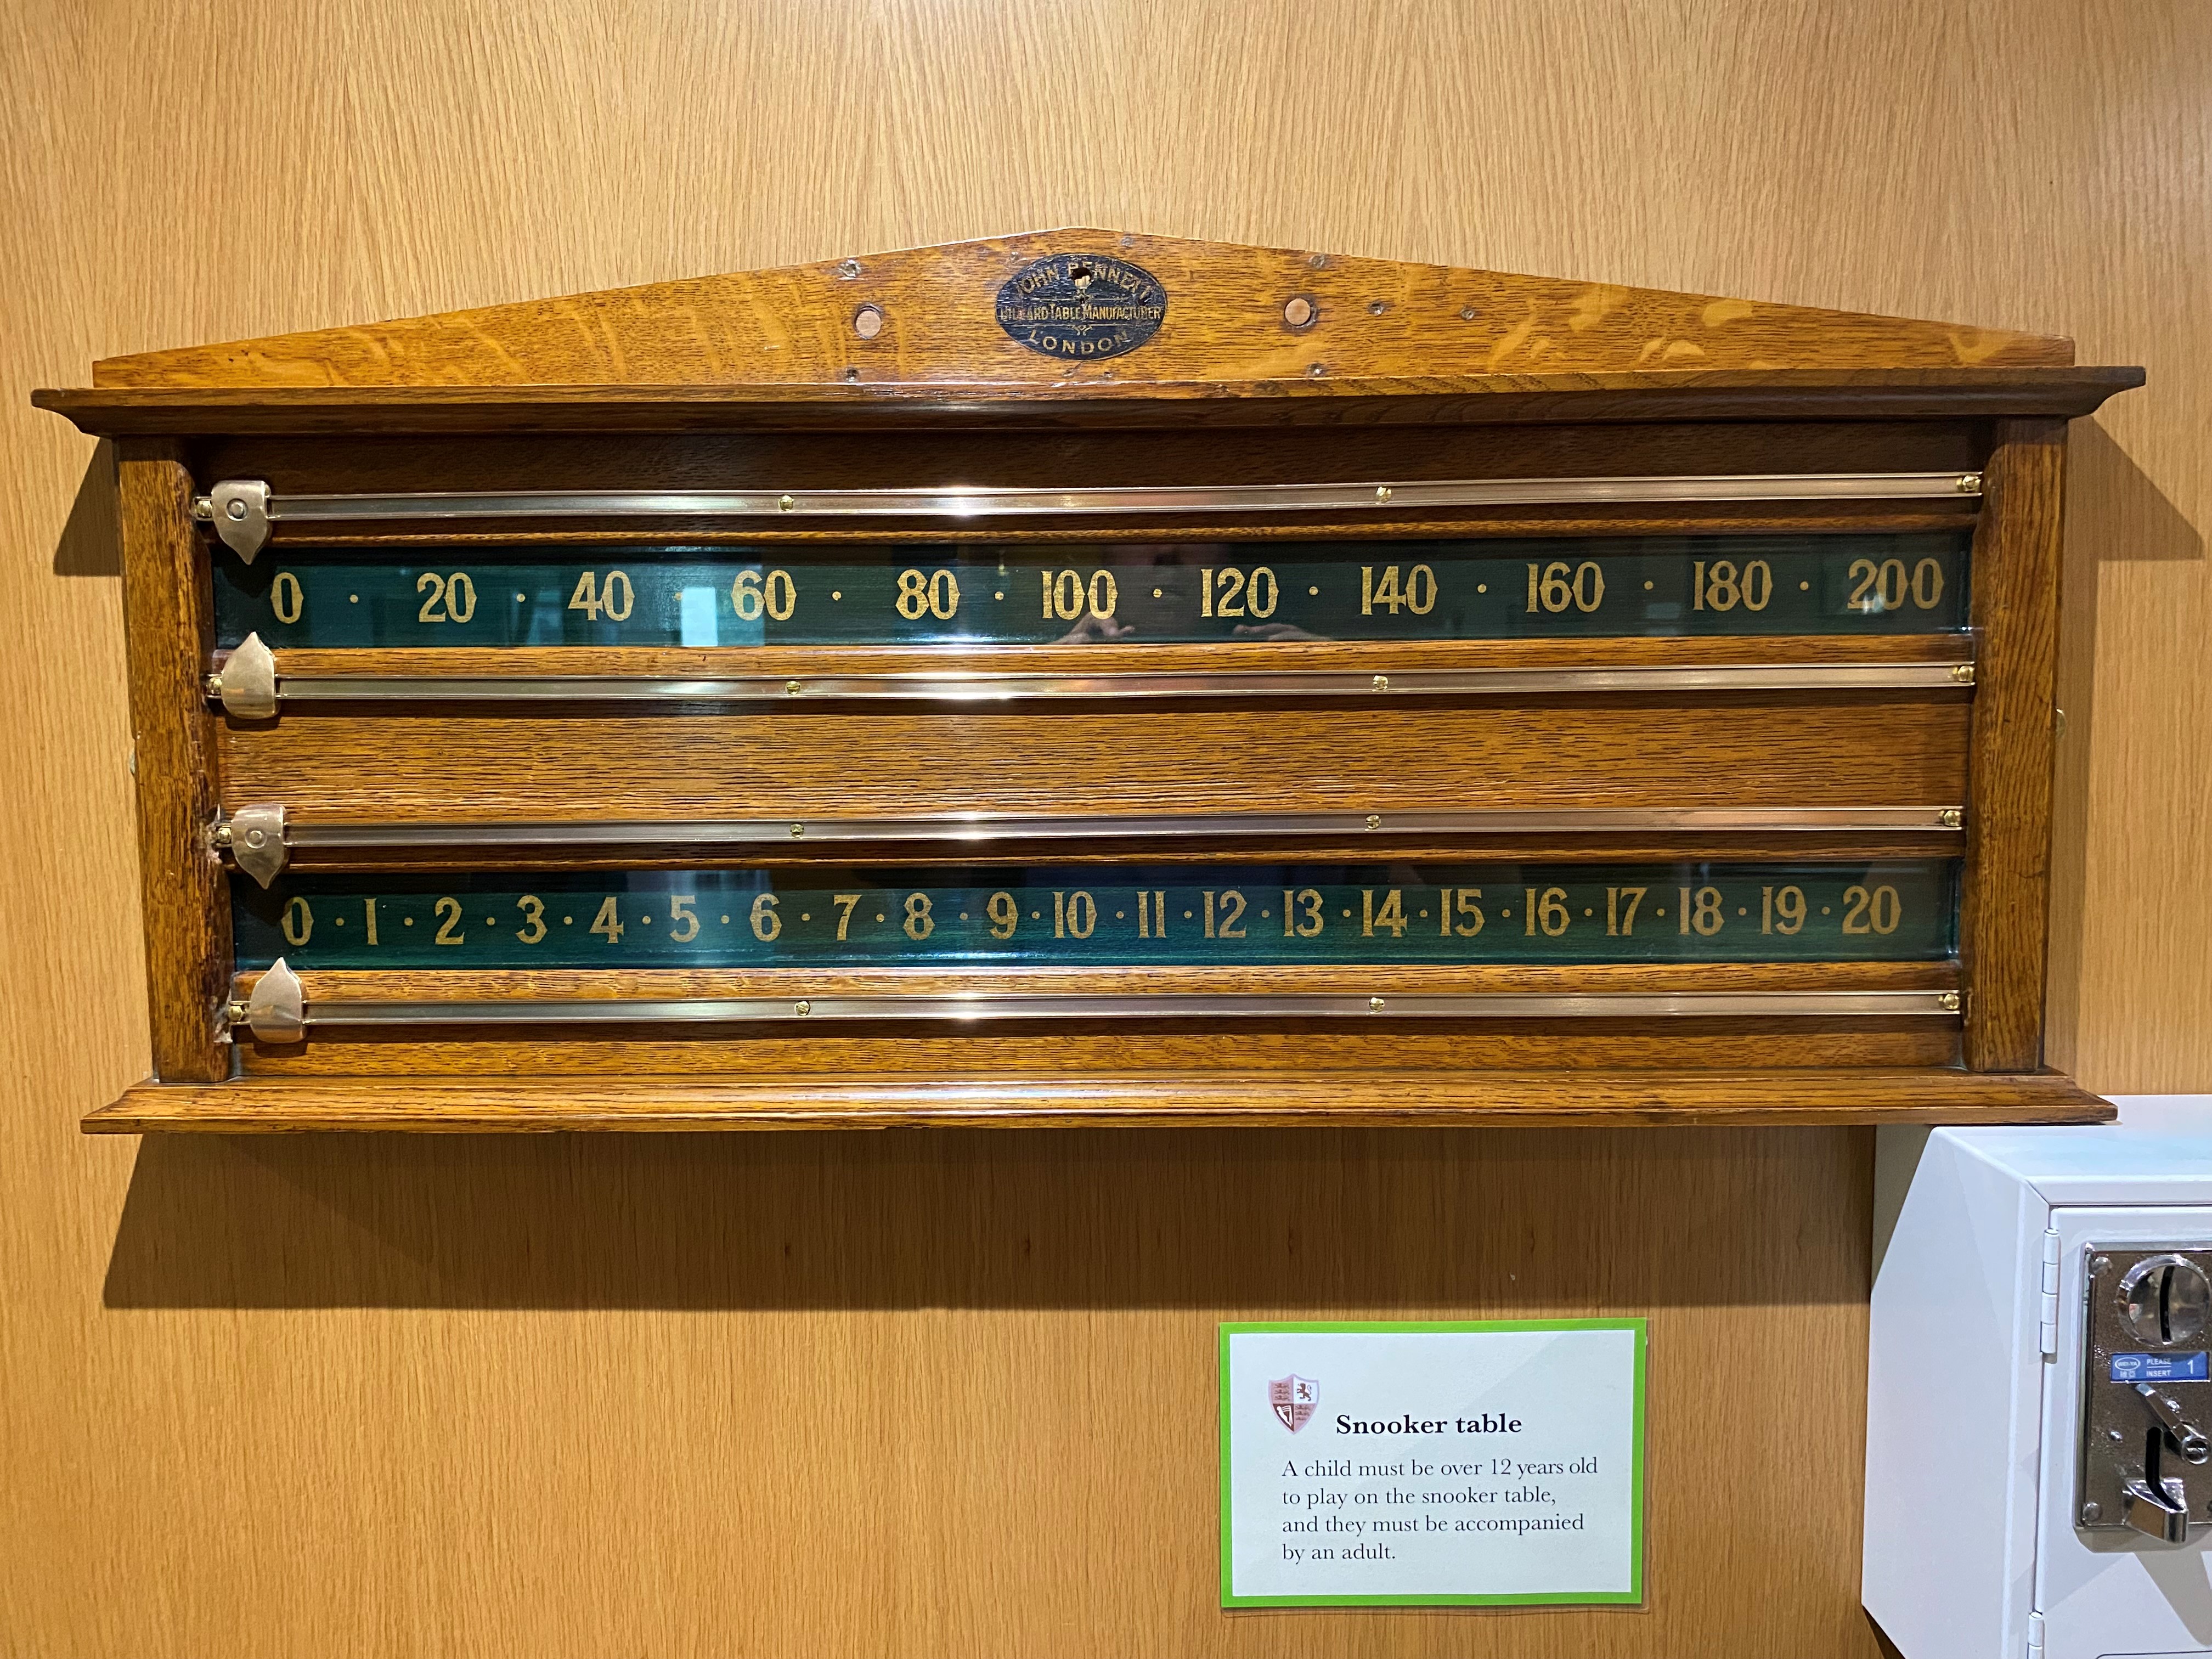 JOHN BENNETT
BILLIARD TABLE MANUFACTURER
LONDON
0 · 20 · 40 · 60 · 80 · 100 · 120 · 140 · 160 · 180 · 200
0 · 1 · 2 · 3 · 4 · 5 · 6 · 7 · 8 · 9 · 10 · 11 · 12 · 13 · 14 · 15 · 16 · 17 · 18 · 19 · 20
PLEASE
INSERT 1
Snooker table
A child must be over 12 years old
to play on the snooker table,
and they must be accompanied
by an adult.